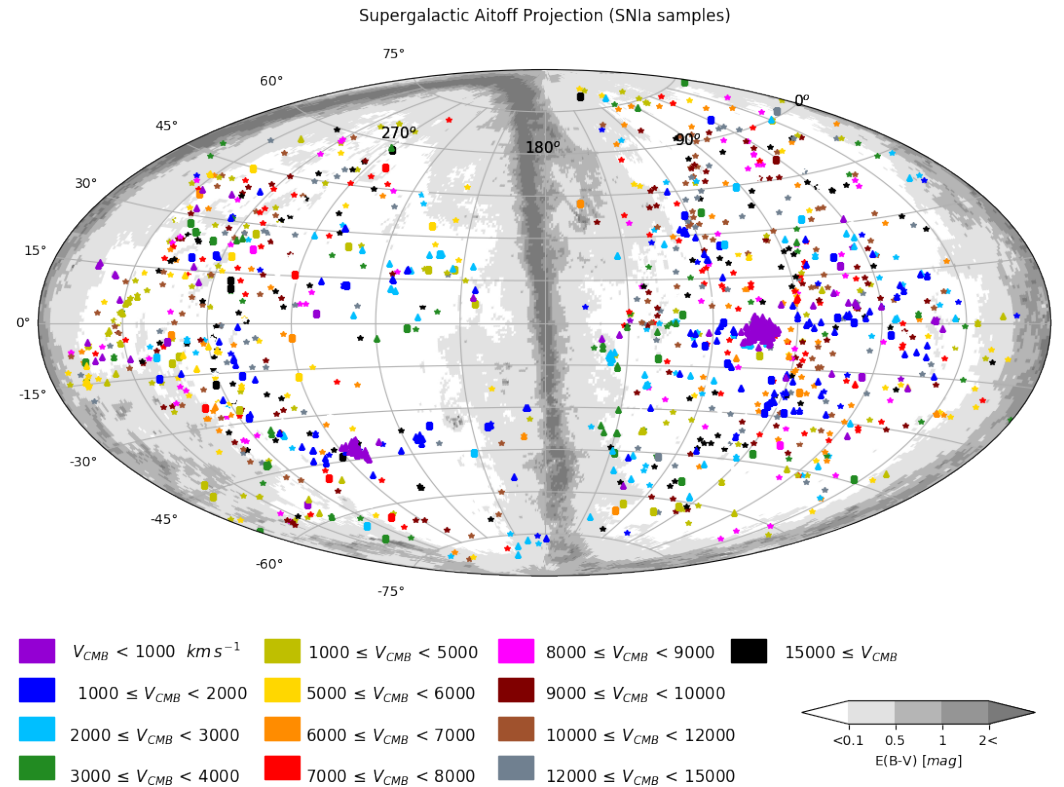 Supergalactic Aitoff Projection (SNIa samples)
75°
60°
0°
45°
270°
90°
180°
30°
15°
0°
-15°
-30°
-45°
-60°
-75°
V_CMB < 1000 km s⁻¹
1000 ≤ V_CMB < 5000
8000 ≤ V_CMB < 9000
15000 ≤ V_CMB
1000 ≤ V_CMB < 2000
5000 ≤ V_CMB < 6000
9000 ≤ V_CMB < 10000
2000 ≤ V_CMB < 3000
6000 ≤ V_CMB < 7000
10000 ≤ V_CMB < 12000
3000 ≤ V_CMB < 4000
7000 ≤ V_CMB < 8000
12000 ≤ V_CMB < 15000
<0.1 0.5 1 2<
E(B-V) [mag]